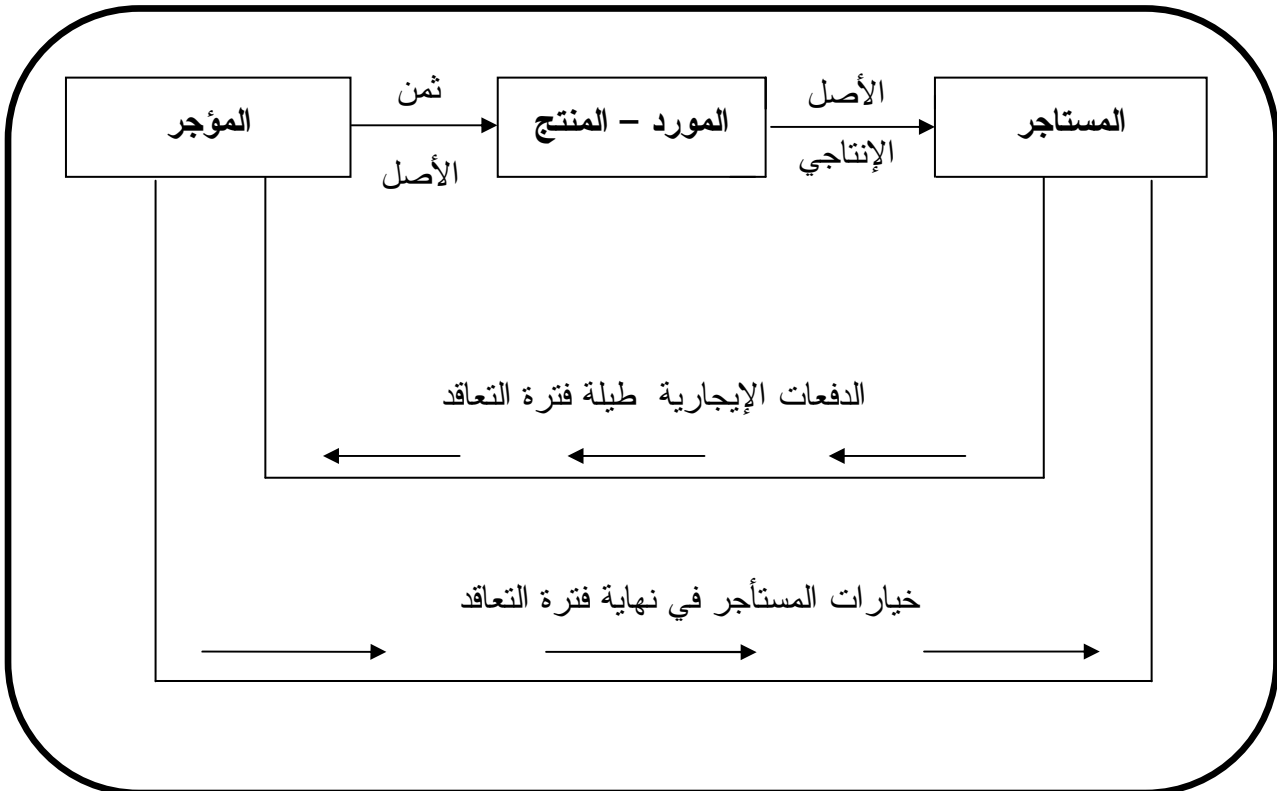 المستاجر
الأصل
الإنتاجي
المورد – المنتج
ثمن
الأصل
المؤجر
الدفعات الإيجارية طيلة فترة التعاقد
خيارات المستأجر في نهاية فترة التعاقد